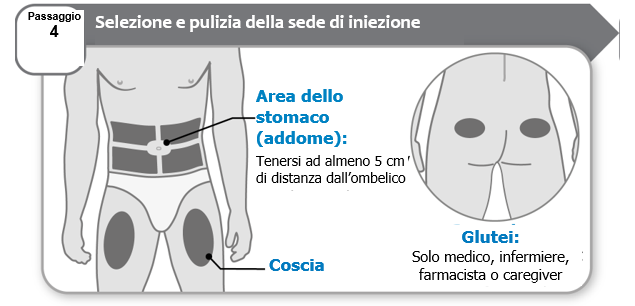 Passaggio
4
Selezione e pulizia della sede di iniezione
Area dello
stomaco
(addome):
Tenersi ad almeno 5 cm
di distanza dall’ombelico
Coscia
Glutei:
Solo medico, infermiere,
farmacista o caregiver